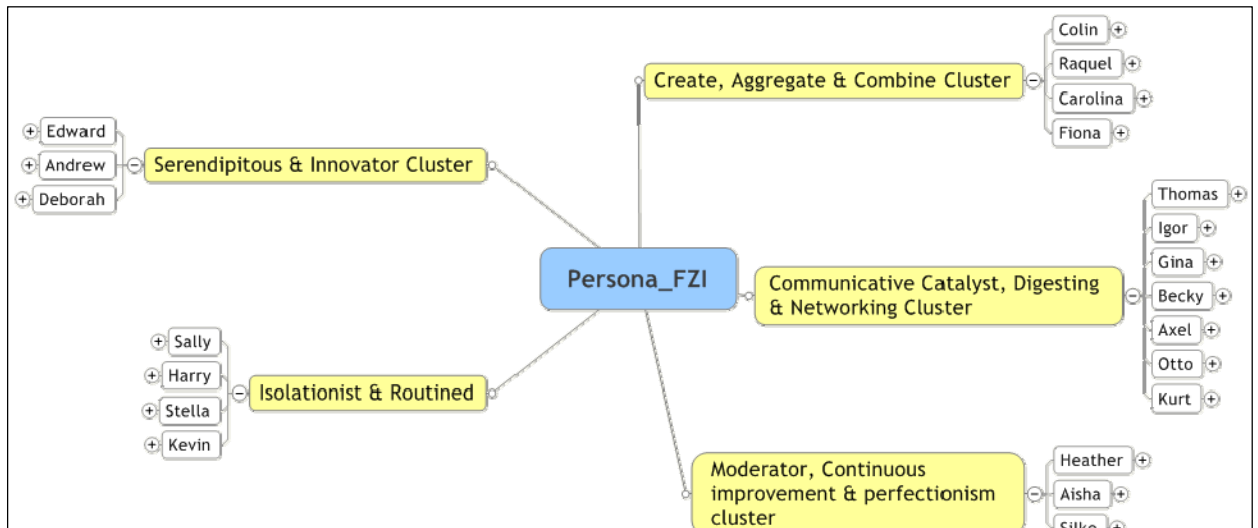 Colin
Raquel
Create, Aggregate & Combine Cluster
Carolina
Fiona
Edward
Andrew
Serendipitous & Innovator Cluster
Deborah
Thomas
Igor
Gina
Persona_FZI
Communicative Catalyst, Digesting
& Networking Cluster
Becky
Axel
Otto
Kurt
Sally
Harry
Isolationist & Routined
Stella
Kevin
Moderator, Continuous
improvement & perfectionism
cluster
Heather
Aisha
Silke